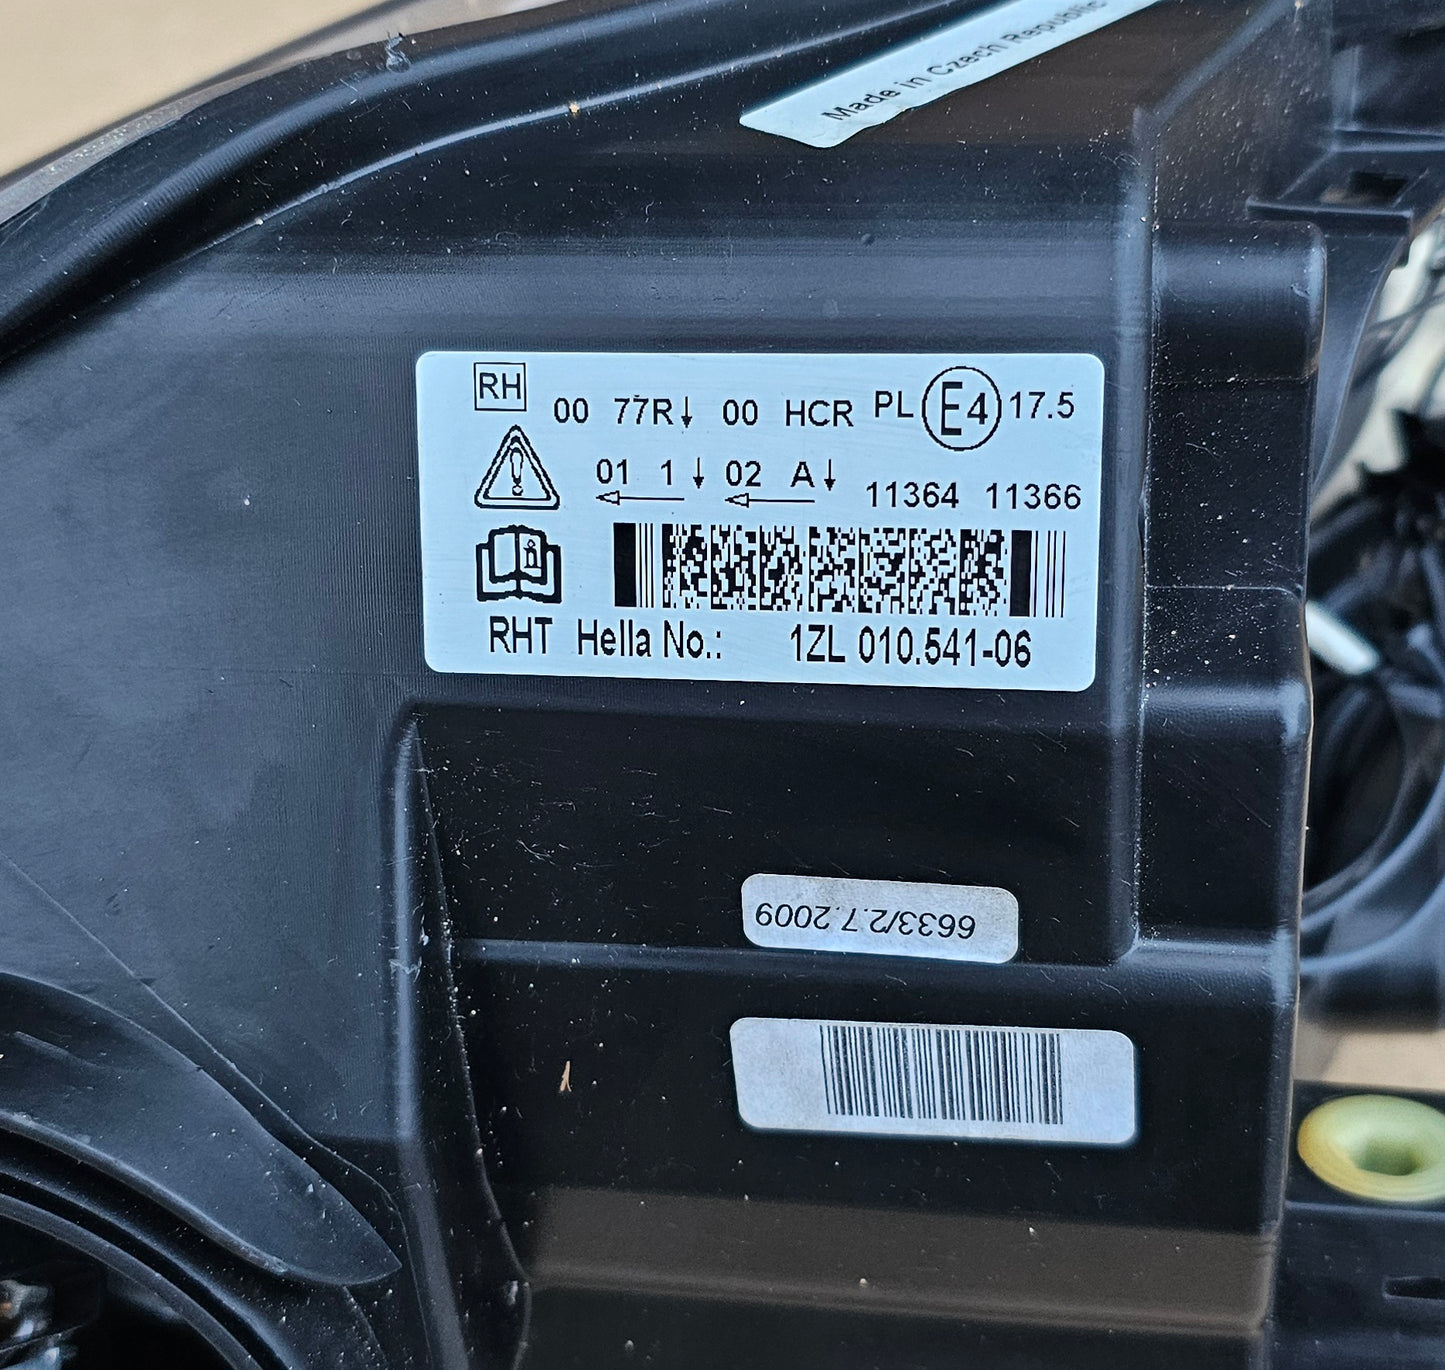 Made in Czech Republic
RH 00 77R↓ 00 HCR PL E4 17.5
01 1 ↓ 02 A↓ 11364 11366
RHT Hella No.: 1ZL 010.541-06
6633/2.7.2009